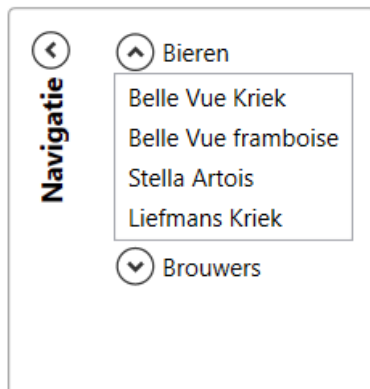 Navigatie
Bieren
Belle Vue Kriek
Belle Vue framboise
Stella Artois
Liefmans Kriek
Brouwers